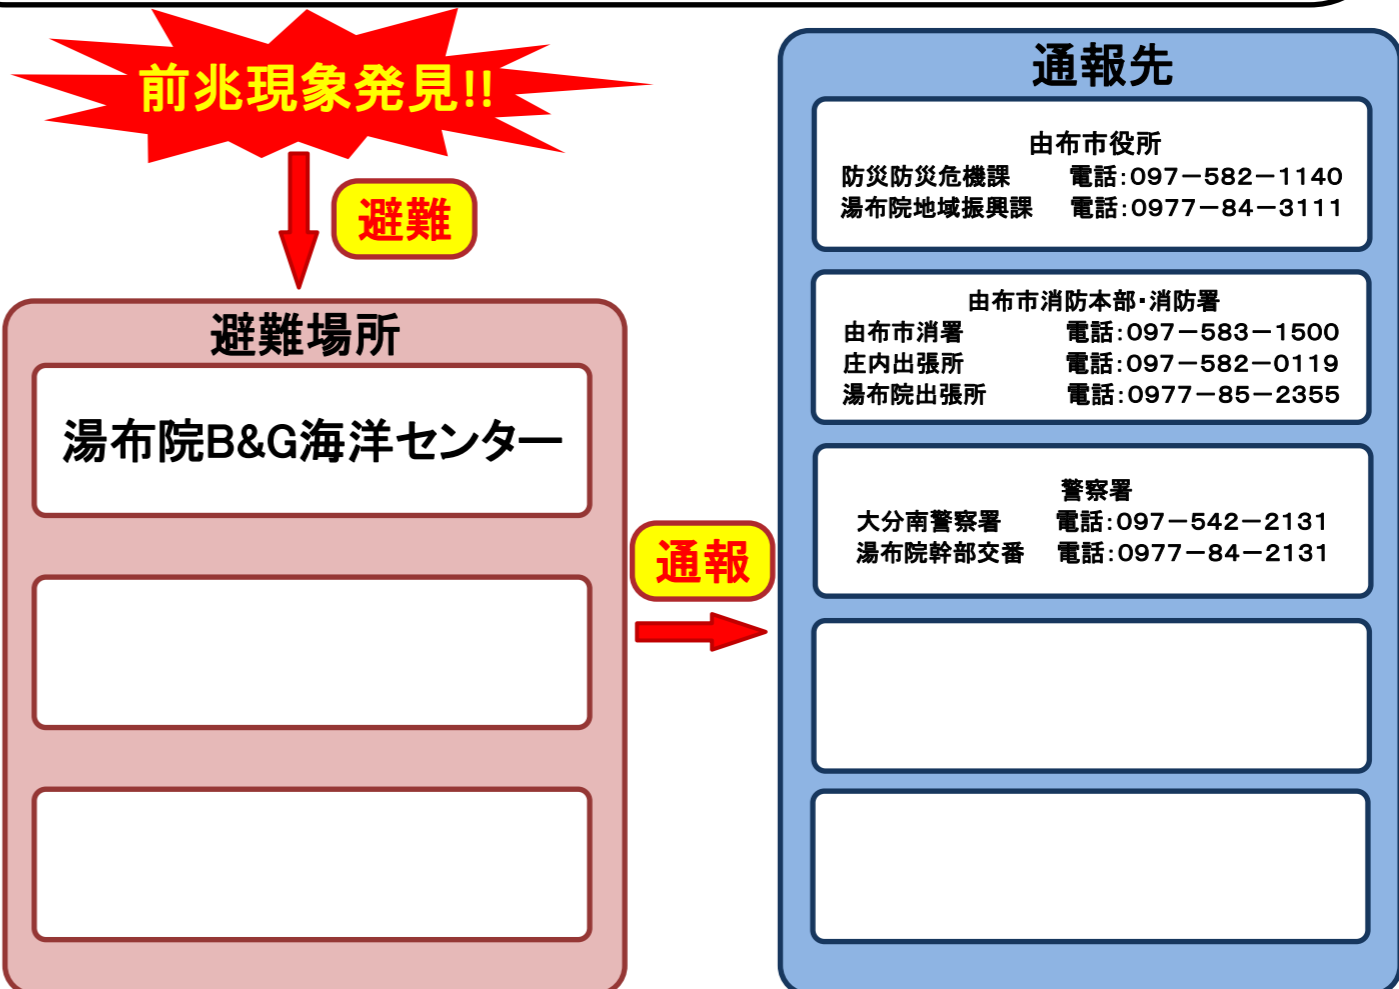 前兆現象発見!!
避難
避難場所
湯布院B&G海洋センター
通報
通報先
由布市役所
防災防災危機課 電話:097-582-1140
湯布院地域振興課 電話:0977-84-3111
由布市消防本部・消防署
由布市消署 電話:097-583-1500
庄内出張所 電話:097-582-0119
湯布院出張所 電話:0977-85-2355
警察署
大分南警察署 電話:097-542-2131
湯布院幹部交番 電話:0977-84-2131